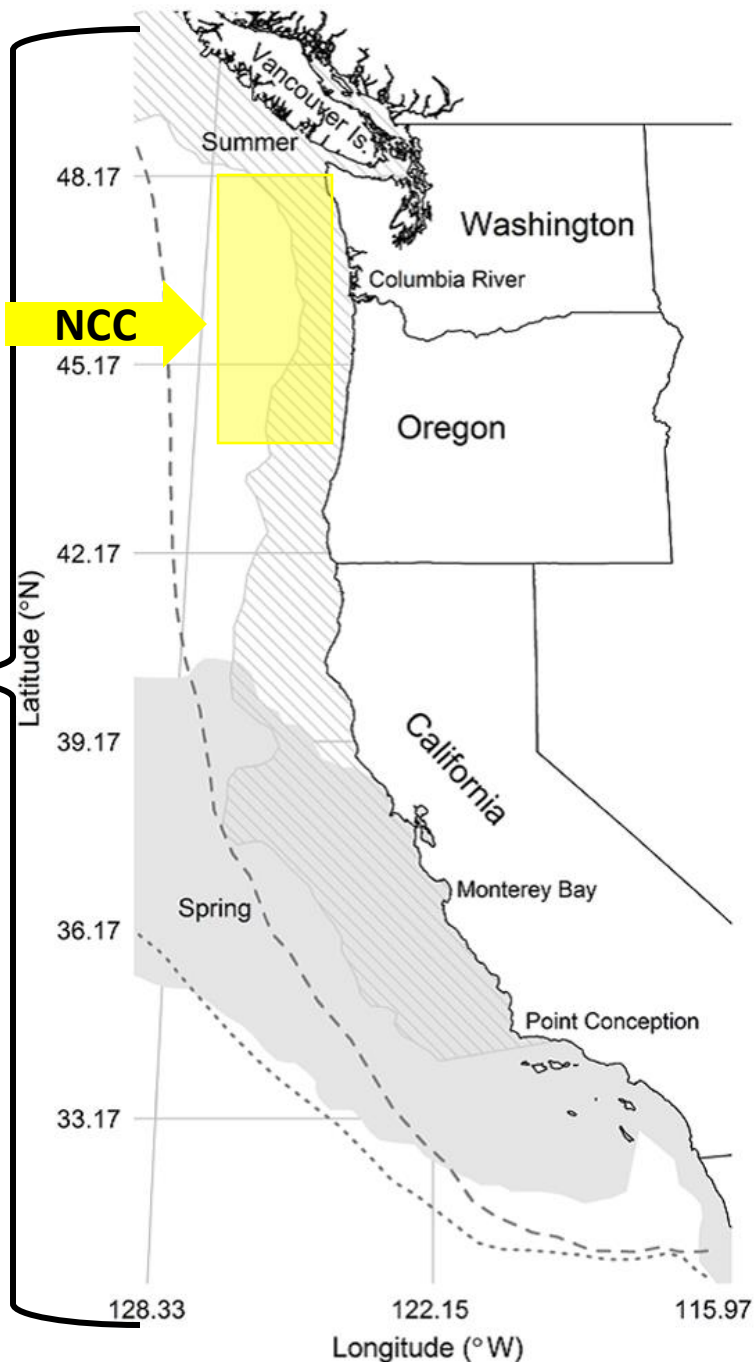 Vancouver Is.
Summer
48.17
Washington
Columbia River
NCC
45.17
Oregon
42.17
Latitude (°N)
39.17
California
Monterey Bay
Spring
36.17
Point Conception
33.17
128.33
122.15
115.97
Longitude (°W)